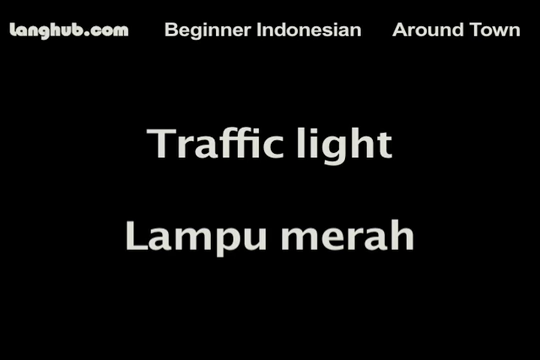 Langhub.com Beginner Indonesian Around Town
Traffic light
Lampu merah